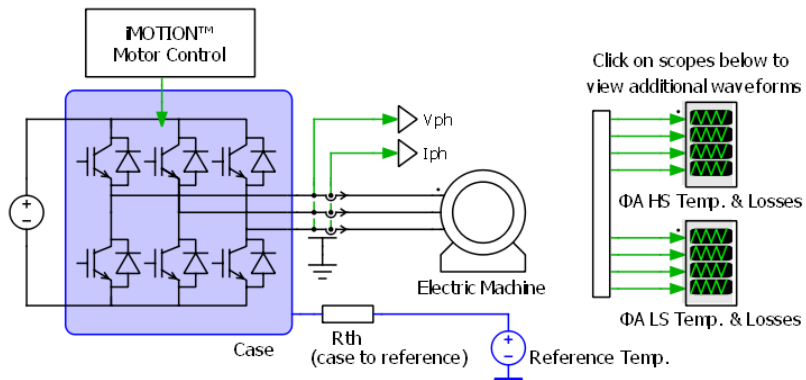 iMOTION™
Motor Control
Click on scopes below to
view additional waveforms
Vph
Iph
ΦA HS Temp. & Losses
Electric Machine
ΦA LS Temp. & Losses
Case
Rth
(case to reference)
Reference Temp.